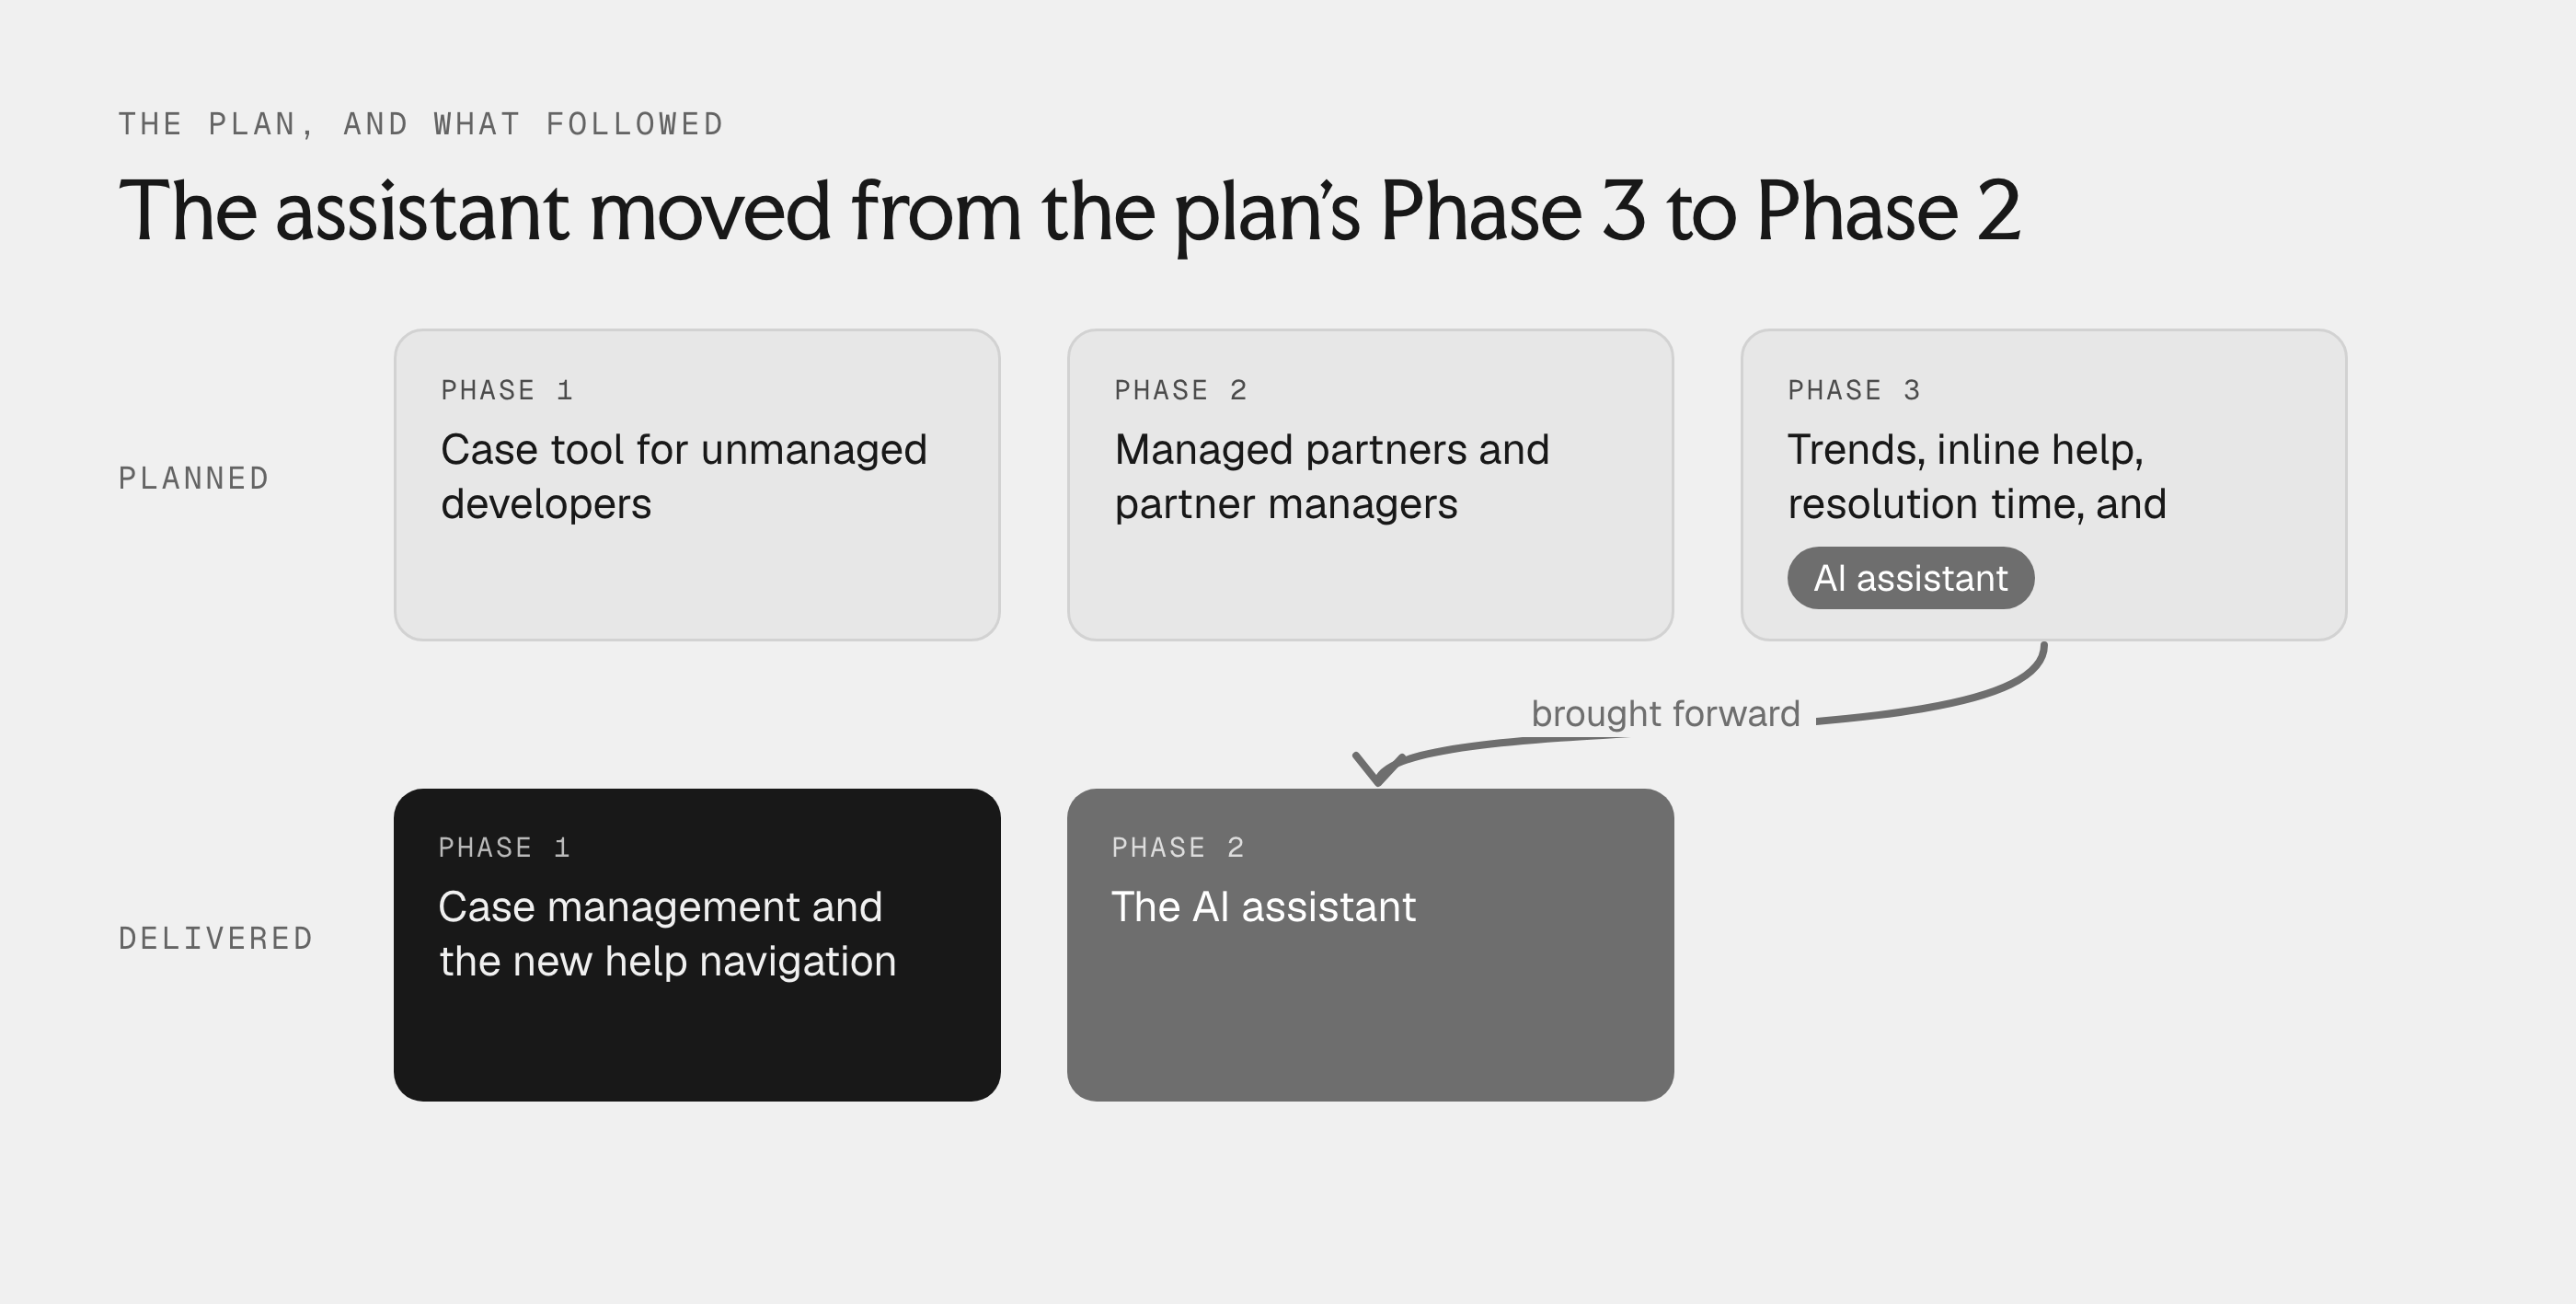 THE PLAN, AND WHAT FOLLOWED
The assistant moved from the plan’s Phase 3 to Phase 2
PLANNED
PHASE 1
Case tool for unmanaged
developers
PHASE 2
Managed partners and
partner managers
PHASE 3
Trends, inline help,
resolution time, and
AI assistant
brought forward
DELIVERED
PHASE 1
Case management and
the new help navigation
PHASE 2
The AI assistant